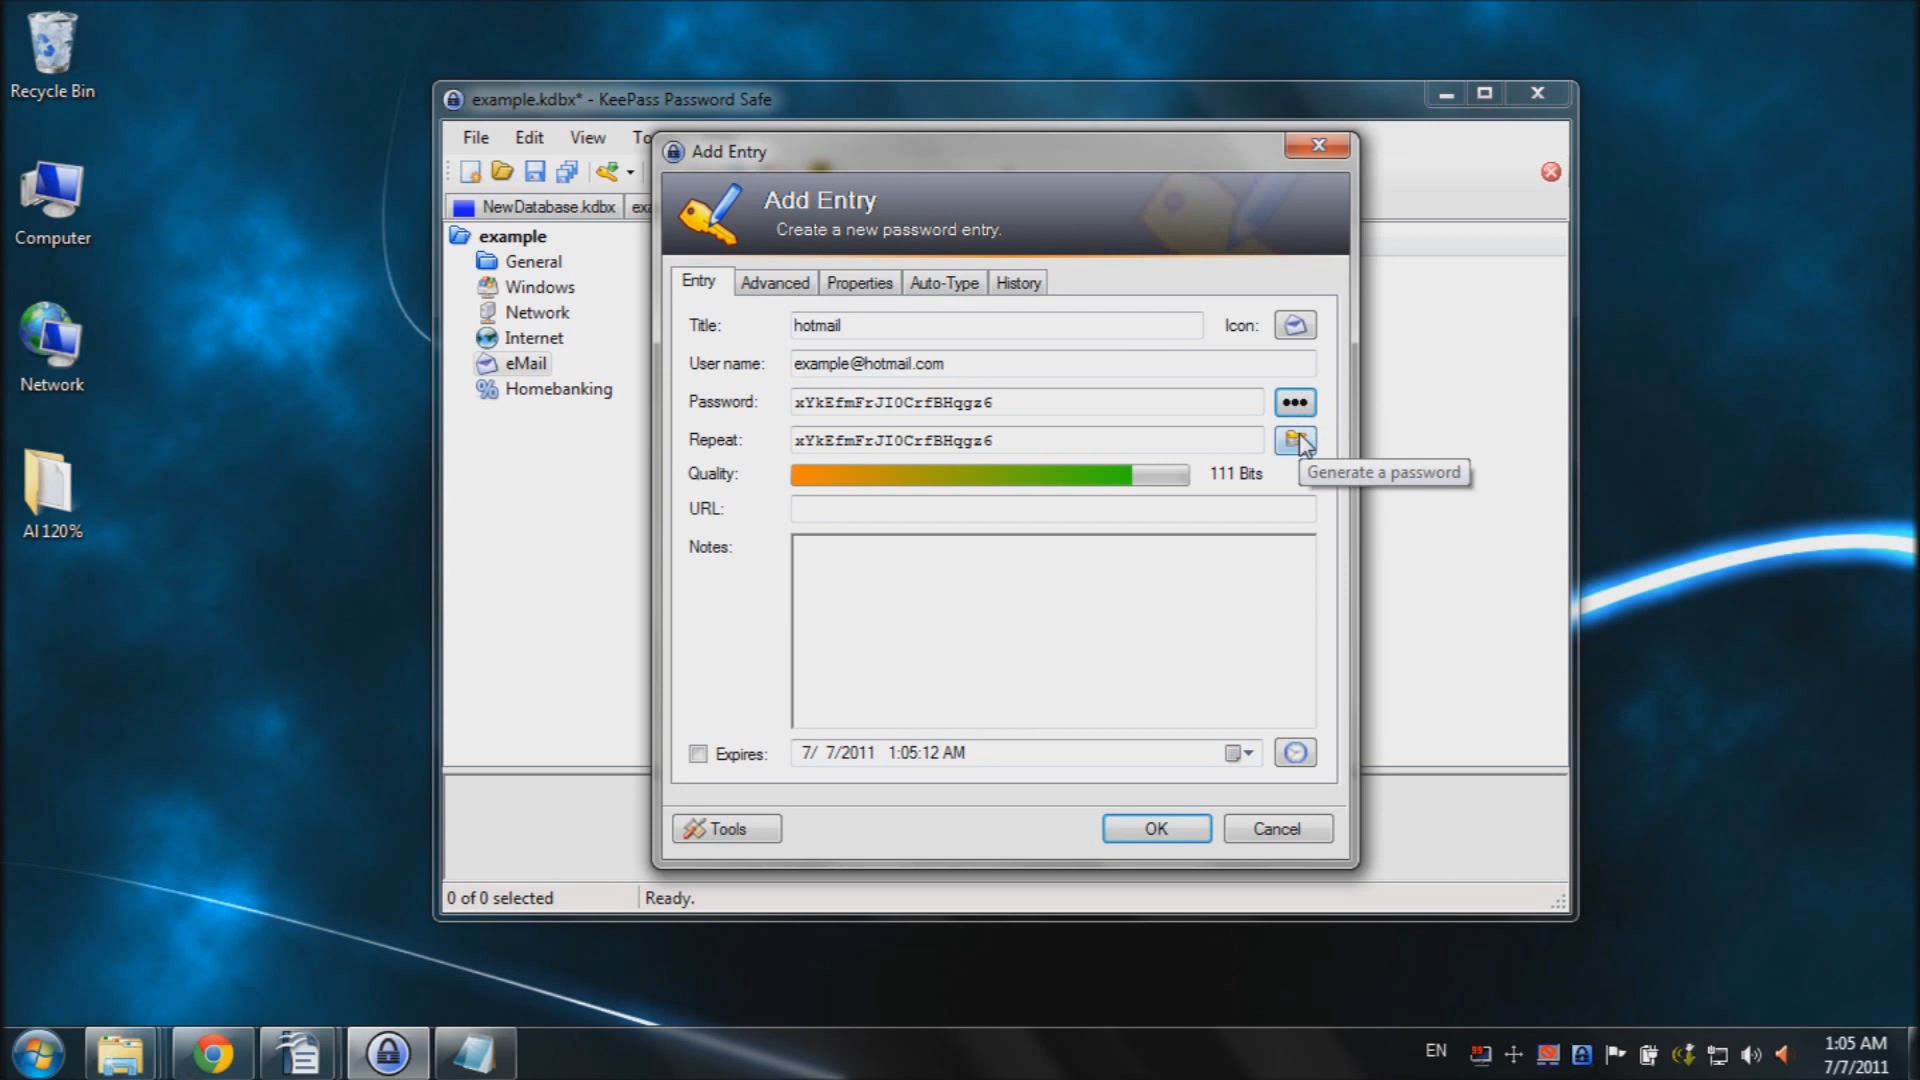 Recycle Bin
Computer
Network
AI 120%
example.kdbx* - KeePass Password Safe
File Edit View To
NewDatabase.kdbx exa
example
General
Windows
Network
Internet
eMail
Homebanking
0 of 0 selected Ready.
Add Entry
Add Entry
Create a new password entry.
Entry Advanced Properties Auto-Type History
Title: hotmail Icon:
User name: example@hotmail.com
Password: xYkEfmFrJI0CrfBHqgz6
Repeat: xYkEfmFrJI0CrfBHqgz6
Quality: 111 Bits
Generate a password
URL:
Notes:
Expires: 7/ 7/2011 1:05:12 AM
Tools OK Cancel
EN
1:05 AM
7/7/2011